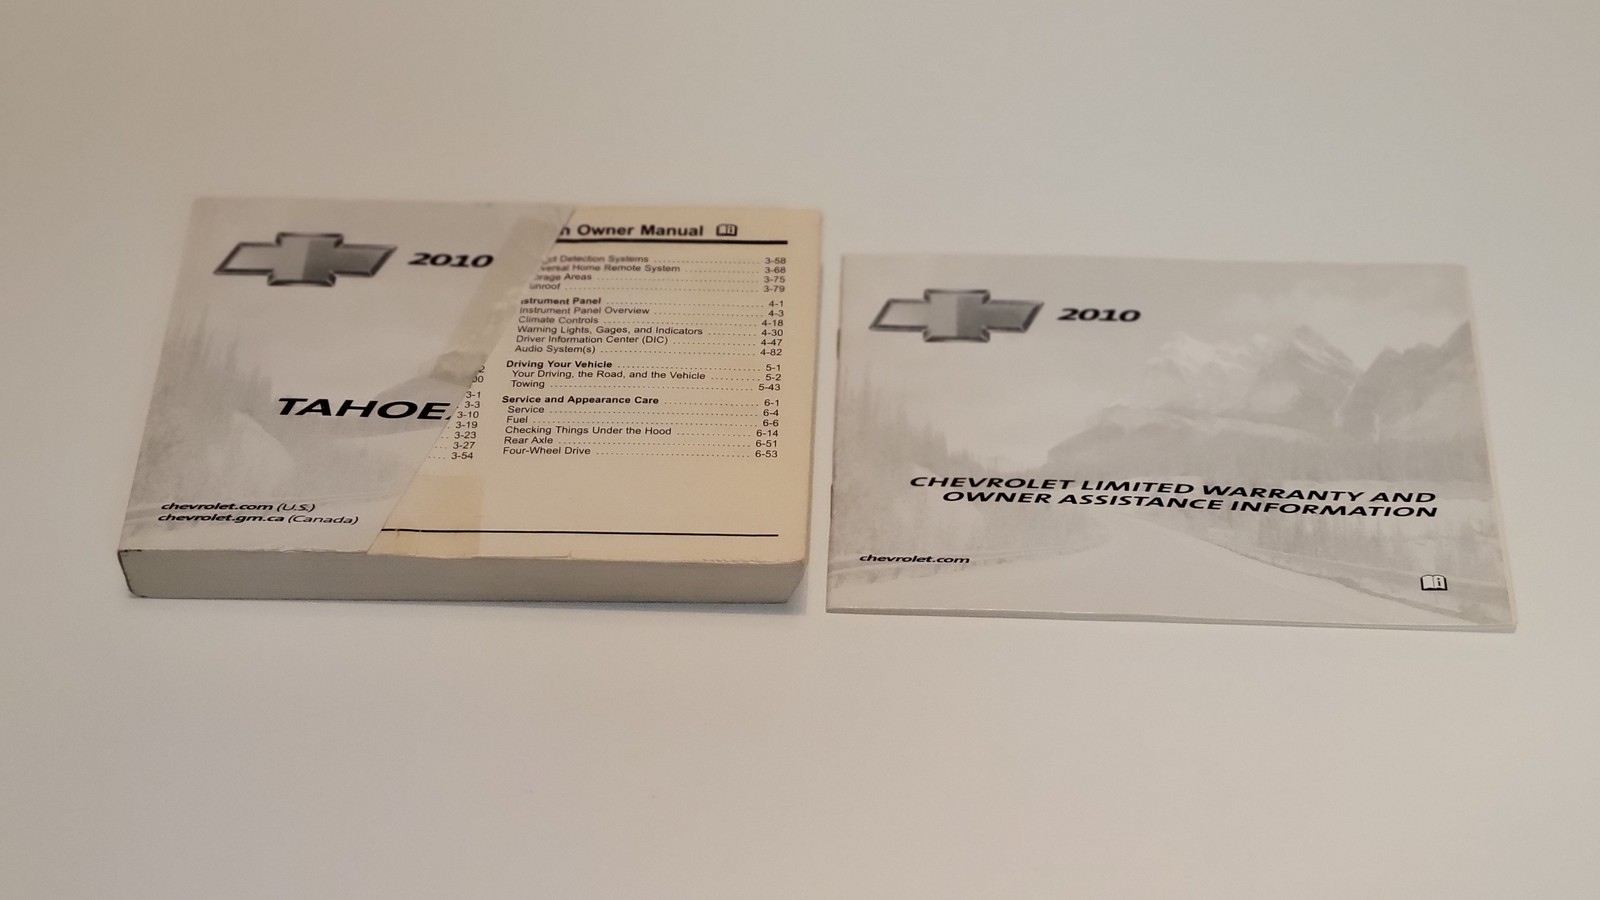 2010
TAHOE
chevrolet.com (U.S.)
chevrolet.gm.ca (Canada)
3-1
3-3
3-10
3-19
3-23
3-27
3-54
Owner Manual
Detection Systems 3-58
Home Remote System 3-68
Areas 3-75
3-79
Panel 4-1
Instrument Panel Overview 4-3
Climate Controls 4-18
Warning Lights, Gages, and Indicators 4-30
Driver Information Center (DIC) 4-47
Audio System(s) 4-82
Driving Your Vehicle 5-1
Your Driving, the Road, and the Vehicle 5-2
Towing 5-43
Service and Appearance Care 6-1
Service 6-4
Fuel 6-6
Checking Things Under the Hood 6-14
Rear Axle 6-51
Four-Wheel Drive 6-53
2010
CHEVROLET LIMITED WARRANTY AND
OWNER ASSISTANCE INFORMATION
chevrolet.com